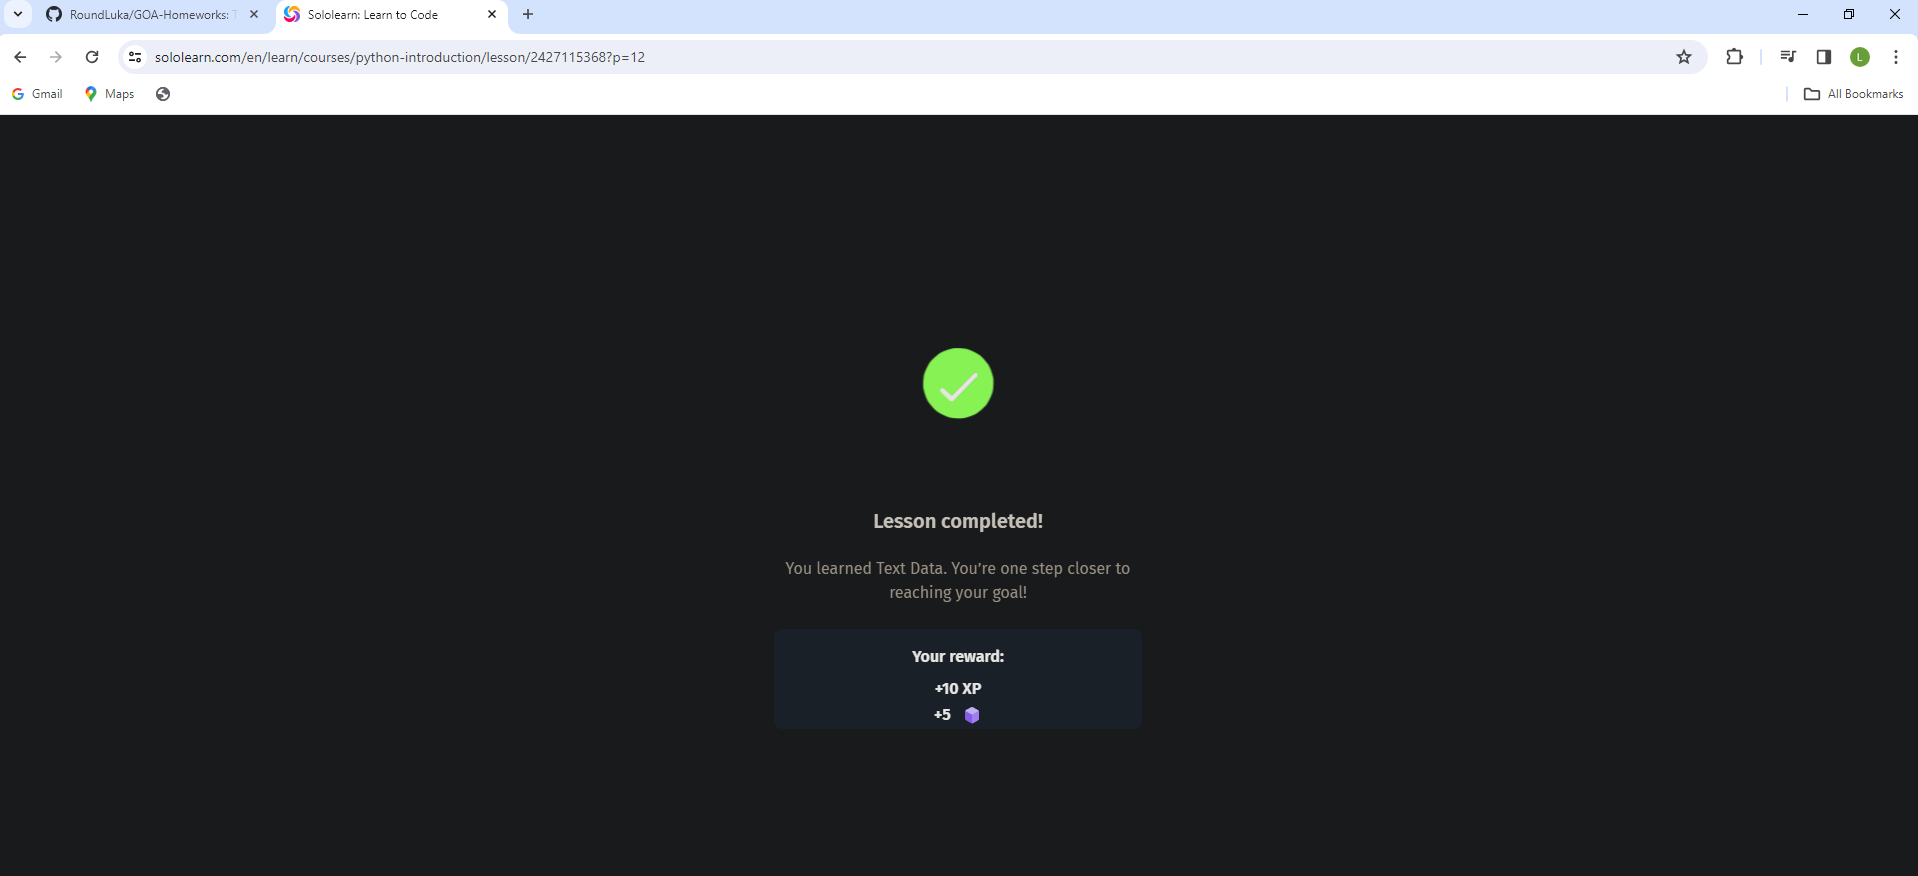 RoundLuka/GOA-Homeworks:
Sololearn: Learn to Code
sololearn.com/en/learn/courses/python-introduction/lesson/2427115368?p=12
L
Gmail
Maps
All Bookmarks
Lesson completed!
You learned Text Data. You’re one step closer to
reaching your goal!
Your reward:
+10 XP
+5